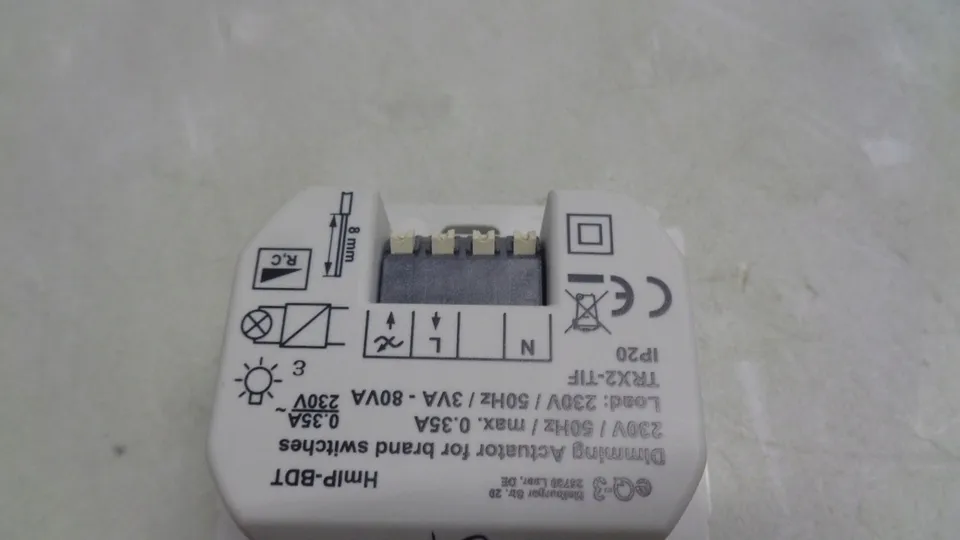 eQ-3
Maiburger Str. 29
26789 Leer, DE
HmIP-BDT
Dimming Actuator for brand switches
230V / 50Hz / max. 0.35A
Load: 230V / 50Hz / 3VA - 80VA
TRX2-TIF
IP20
0.35A
230V ~
3
N
L
R,C
8 mm
CE